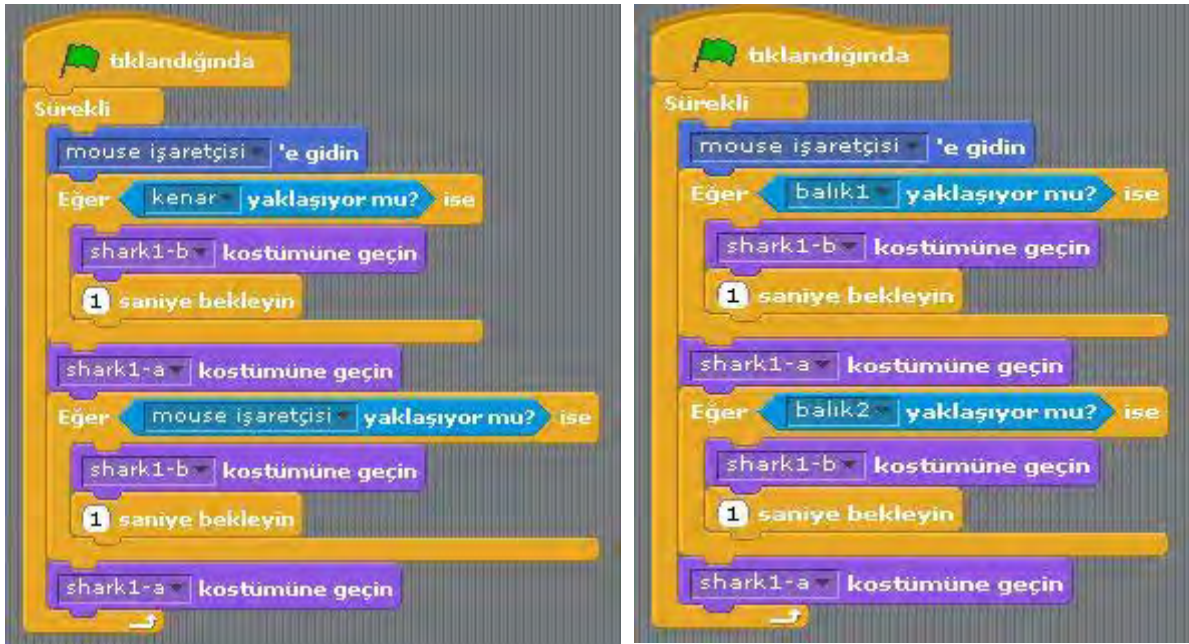 tıklandığında
Sürekli
mouse işaretçisi 'e gidin
Eğer kenar yaklaşıyor mu? ise
shark1-b kostümüne geçin
1 saniye bekleyin
shark1-a kostümüne geçin
Eğer mouse işaretçisi yaklaşıyor mu? ise
shark1-b kostümüne geçin
1 saniye bekleyin
shark1-a kostümüne geçin
tıklandığında
Sürekli
mouse işaretçisi 'e gidin
Eğer balık1 yaklaşıyor mu? ise
shark1-b kostümüne geçin
1 saniye bekleyin
shark1-a kostümüne geçin
Eğer balik2 yaklaşıyor mu? ise
shark1-b kostümüne geçin
1 saniye bekleyin
shark1-a kostümüne geçin